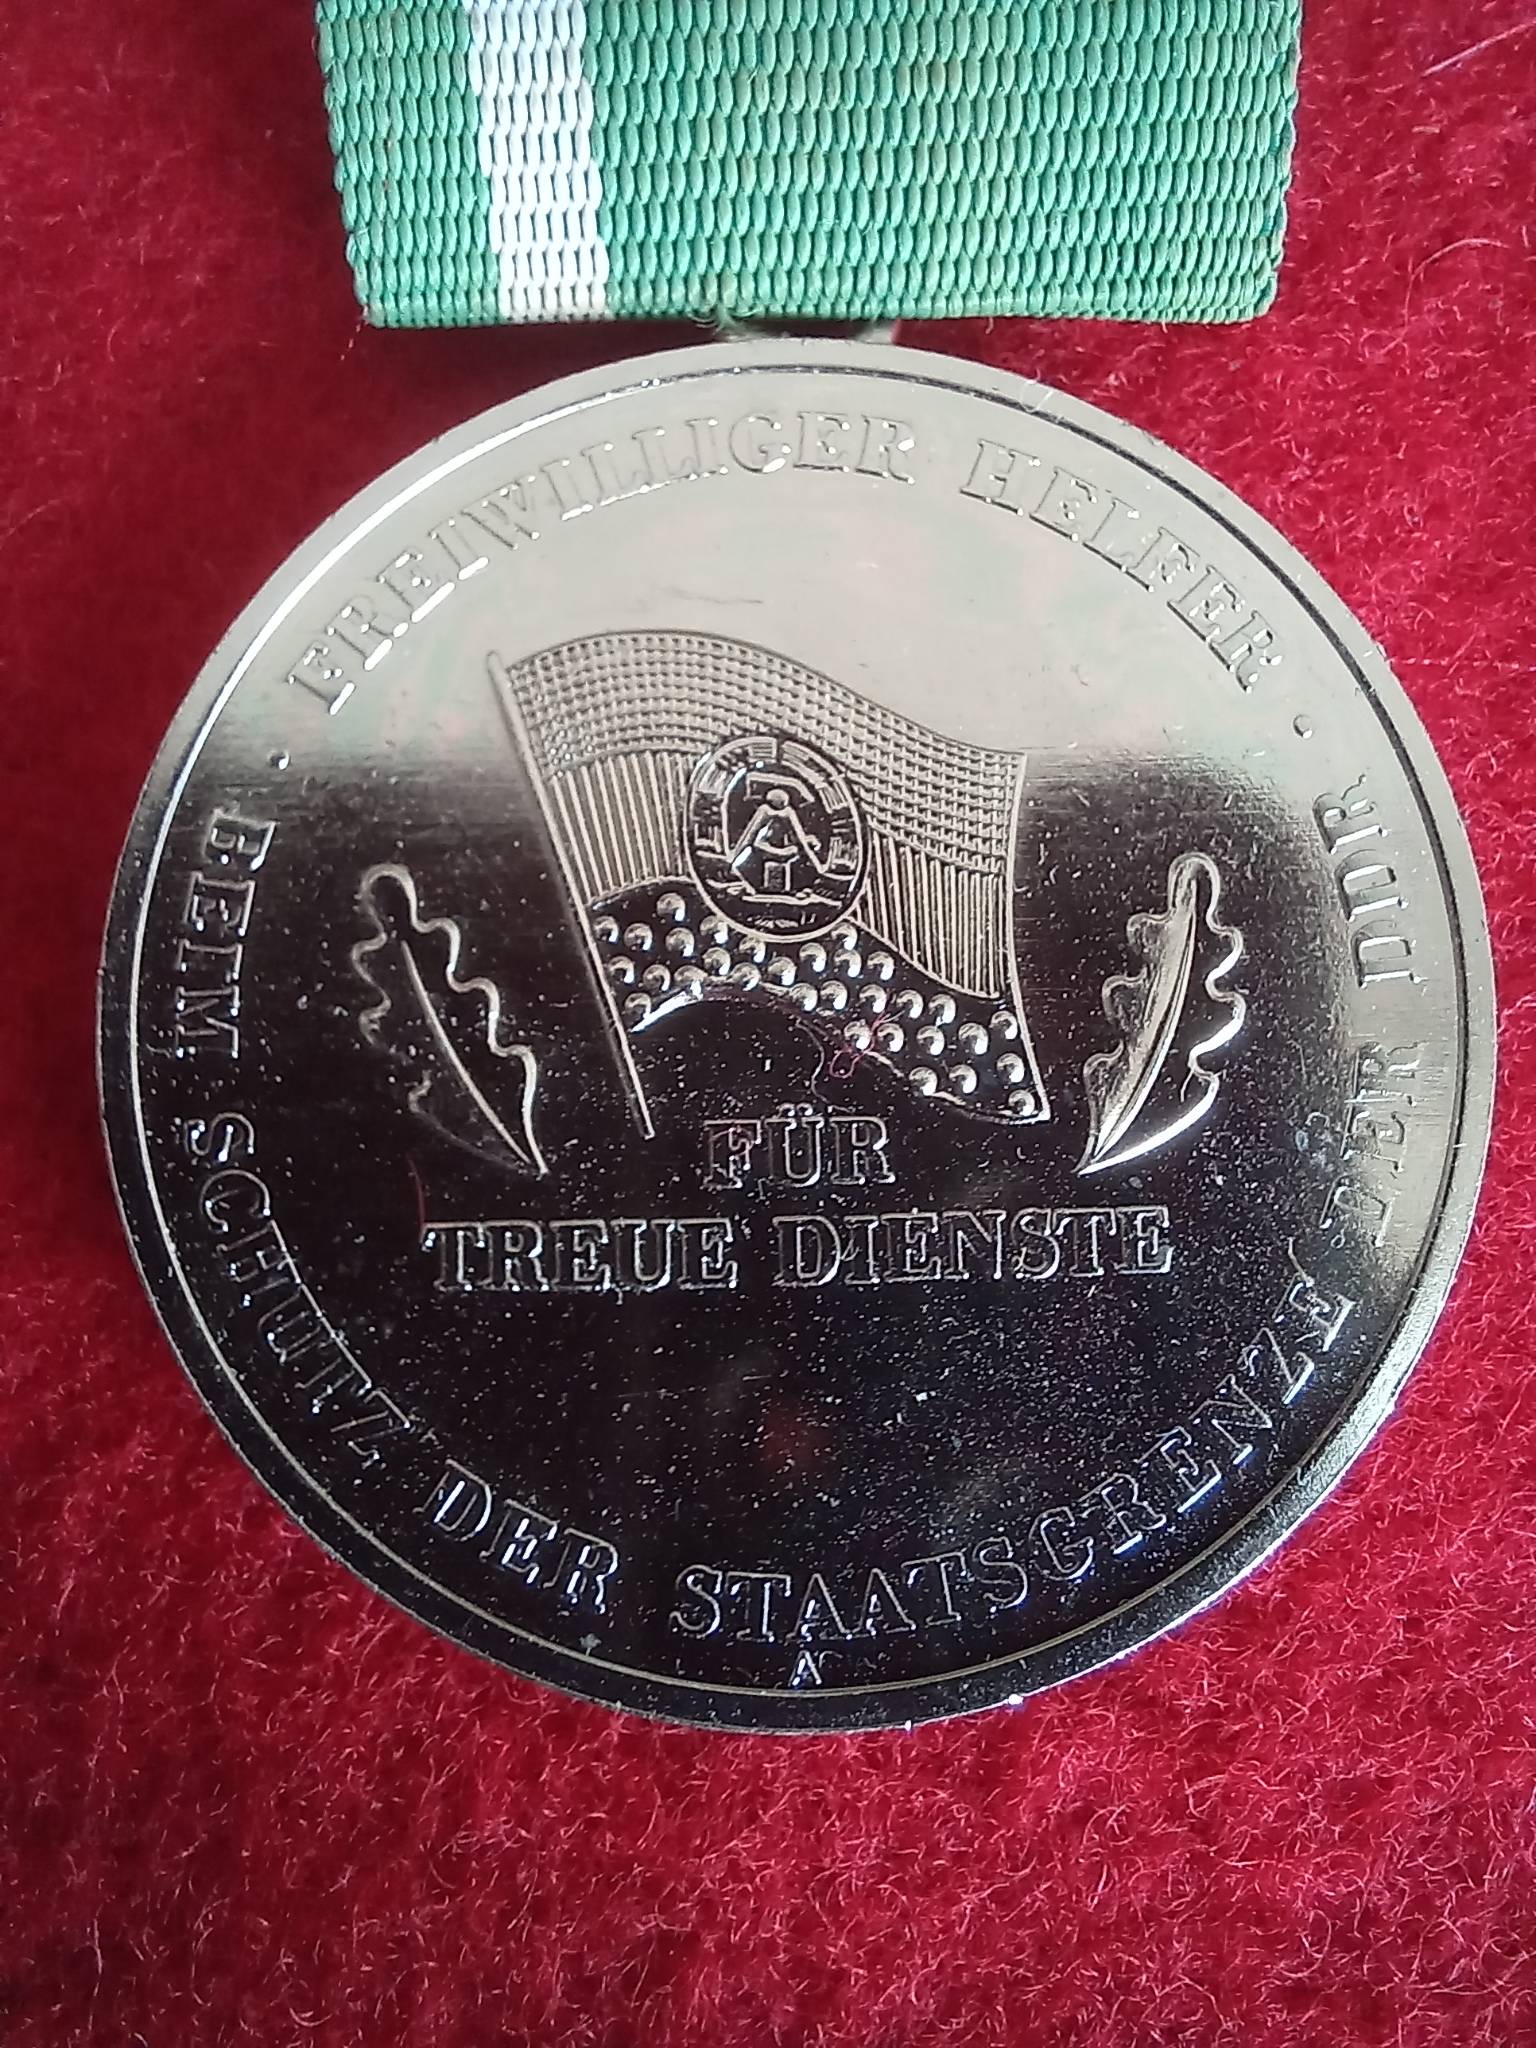 FREIWILLIGER HELFER
FÜR
TREUE DIENSTE
· BEIM SCHUTZ DER STAATSGRENZE DER DDR ·
A